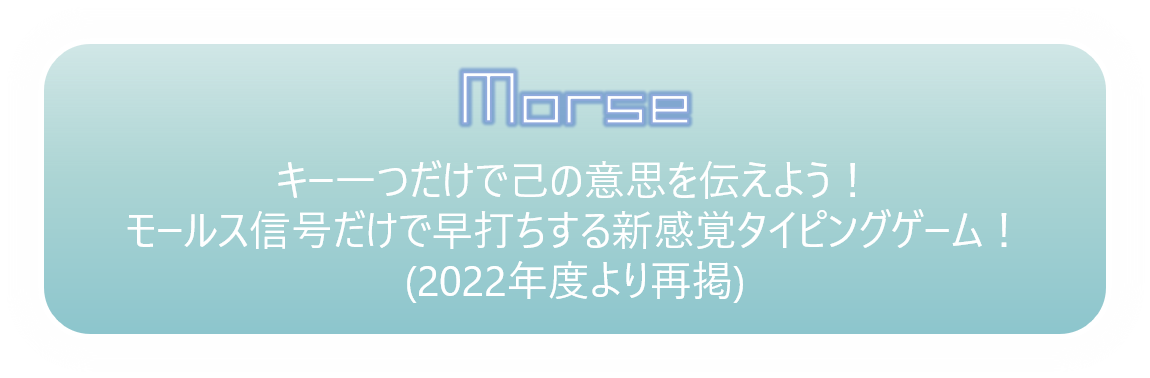 Morse
キー一つだけで己の意思を伝えよう！
モールス信号だけで早打ちする新感覚タイピングゲーム！
(2022年度より再掲)